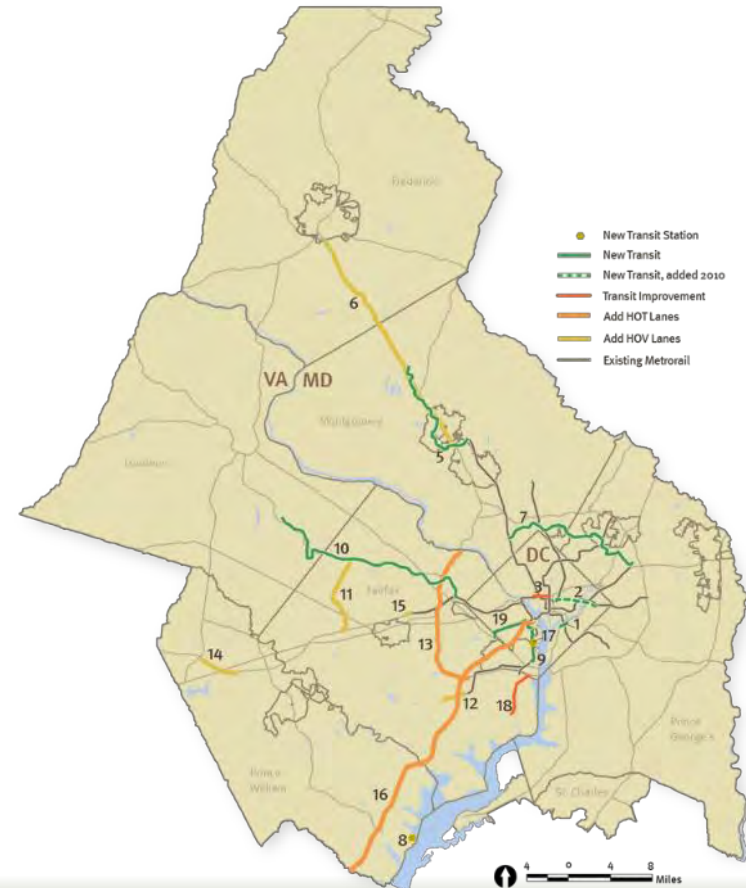 Frederick
New Transit Station
New Transit
New Transit, added 2010
Transit Improvement
Add HOT Lanes
Add HOV Lanes
Existing Metrorail
6
VA MD
Montgomery
5
Loudoun
7
10
DC
3
2
11
Fairfax
15
19
17
1
13
9
14
12
18
Prince
George's
Prince
William
16
St. Charles
8
4 0 4 8
Miles